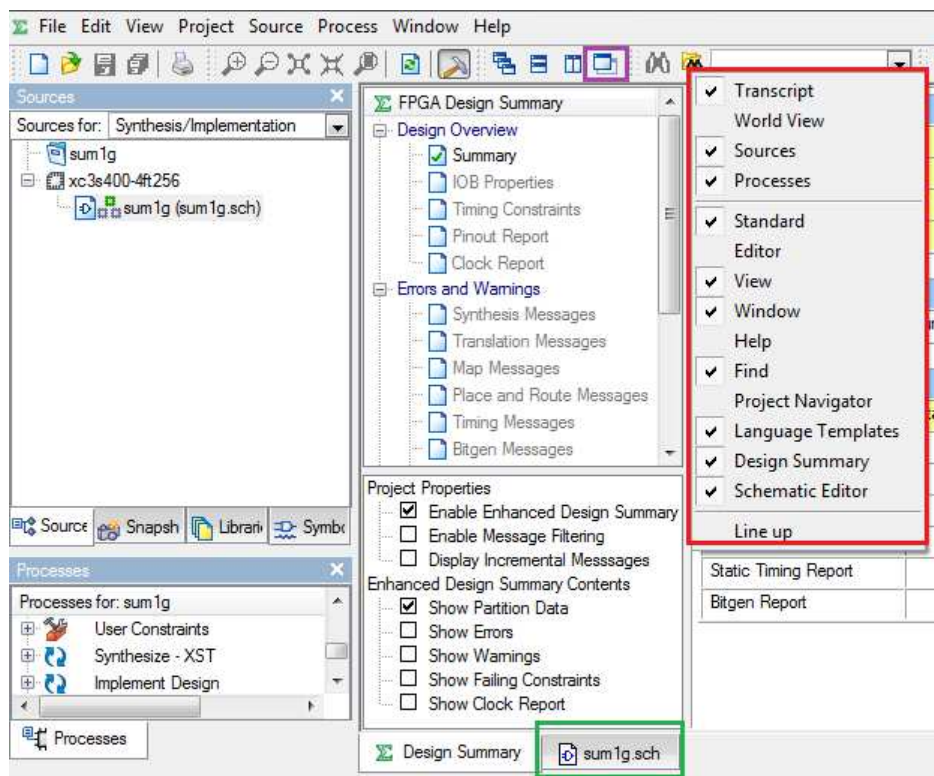 File Edit View Project Source Process Window Help
Sources
Sources for: Synthesis/Implementation
sum1g
xc3s400-4ft256
sum1g (sum1g.sch)
Source Snapsh Librari Symbo
Processes
Processes for: sum1g
User Constraints
Synthesize - XST
Implement Design
Processes
FPGA Design Summary
Design Overview
Summary
IOB Properties
Timing Constraints
Pinout Report
Clock Report
Errors and Warnings
Synthesis Messages
Translation Messages
Map Messages
Place and Route Messages
Timing Messages
Bitgen Messages
Project Properties
Enable Enhanced Design Summary
Enable Message Filtering
Display Incremental Messsages
Enhanced Design Summary Contents
Show Partition Data
Show Errors
Show Warnings
Show Failing Constraints
Show Clock Report
Design Summary
sum1g.sch
Transcript
World View
Sources
Processes
Standard
Editor
View
Window
Help
Find
Project Navigator
Language Templates
Design Summary
Schematic Editor
Line up
Static Timing Report
Bitgen Report